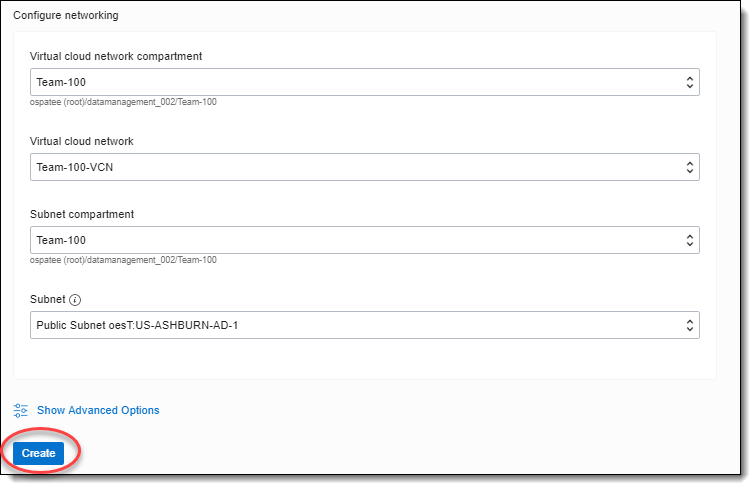 Configure networking
Virtual cloud network compartment
Team-100
ospatee (root)/datamanagement_002/Team-100
Virtual cloud network
Team-100-VCN
Subnet compartment
Team-100
ospatee (root)/datamanagement_002/Team-100
Subnet
Public Subnet oesT:US-ASHBURN-AD-1
Show Advanced Options
Create